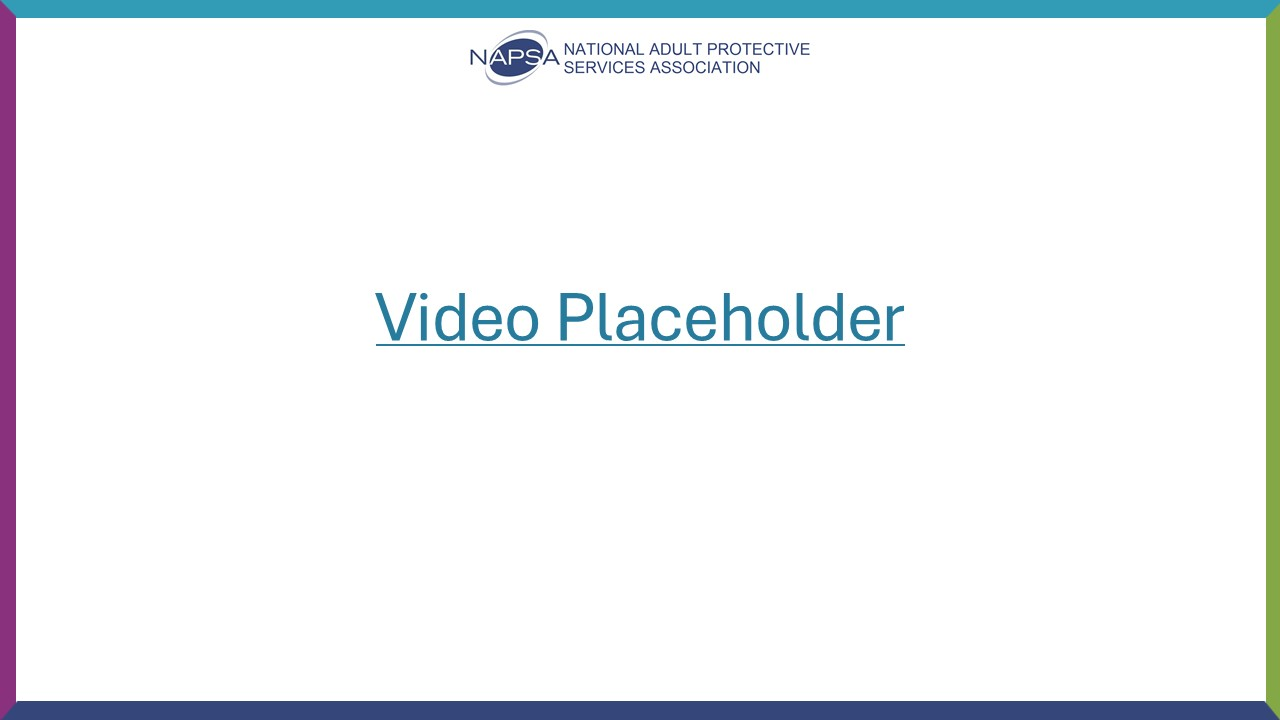 NAPSA NATIONAL ADULT PROTECTIVE
SERVICES ASSOCIATION
Video Placeholder